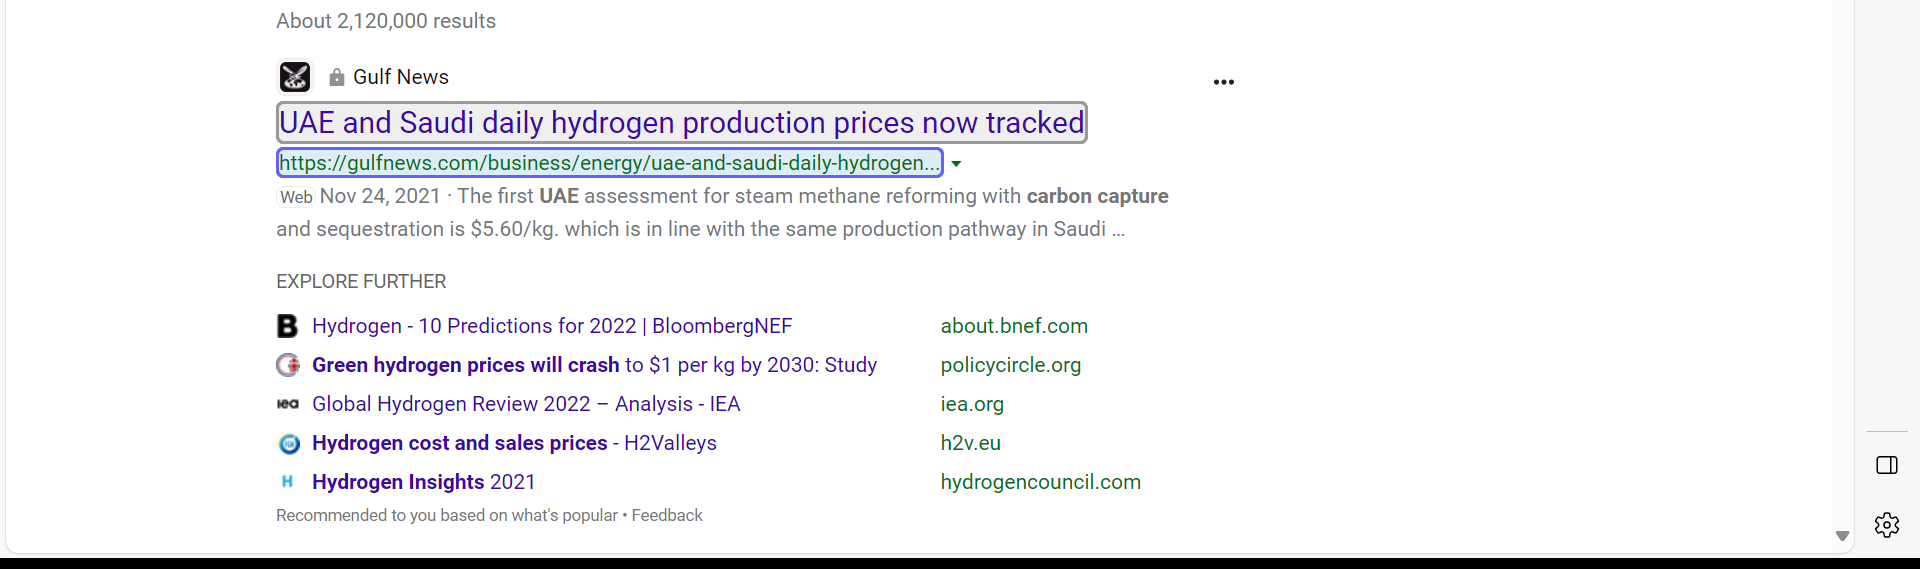 About 2,120,000 results
Gulf News
UAE and Saudi daily hydrogen production prices now tracked
https://gulfnews.com/business/energy/uae-and-saudi-daily-hydrogen...
Web Nov 24, 2021 · The first UAE assessment for steam methane reforming with carbon capture
and sequestration is $5.60/kg. which is in line with the same production pathway in Saudi ...
EXPLORE FURTHER
B Hydrogen - 10 Predictions for 2022 | BloombergNEF about.bnef.com
Green hydrogen prices will crash to $1 per kg by 2030: Study policycircle.org
iea Global Hydrogen Review 2022 – Analysis - IEA iea.org
Hydrogen cost and sales prices - H2Valleys h2v.eu
H Hydrogen Insights 2021 hydrogencouncil.com
Recommended to you based on what's popular • Feedback